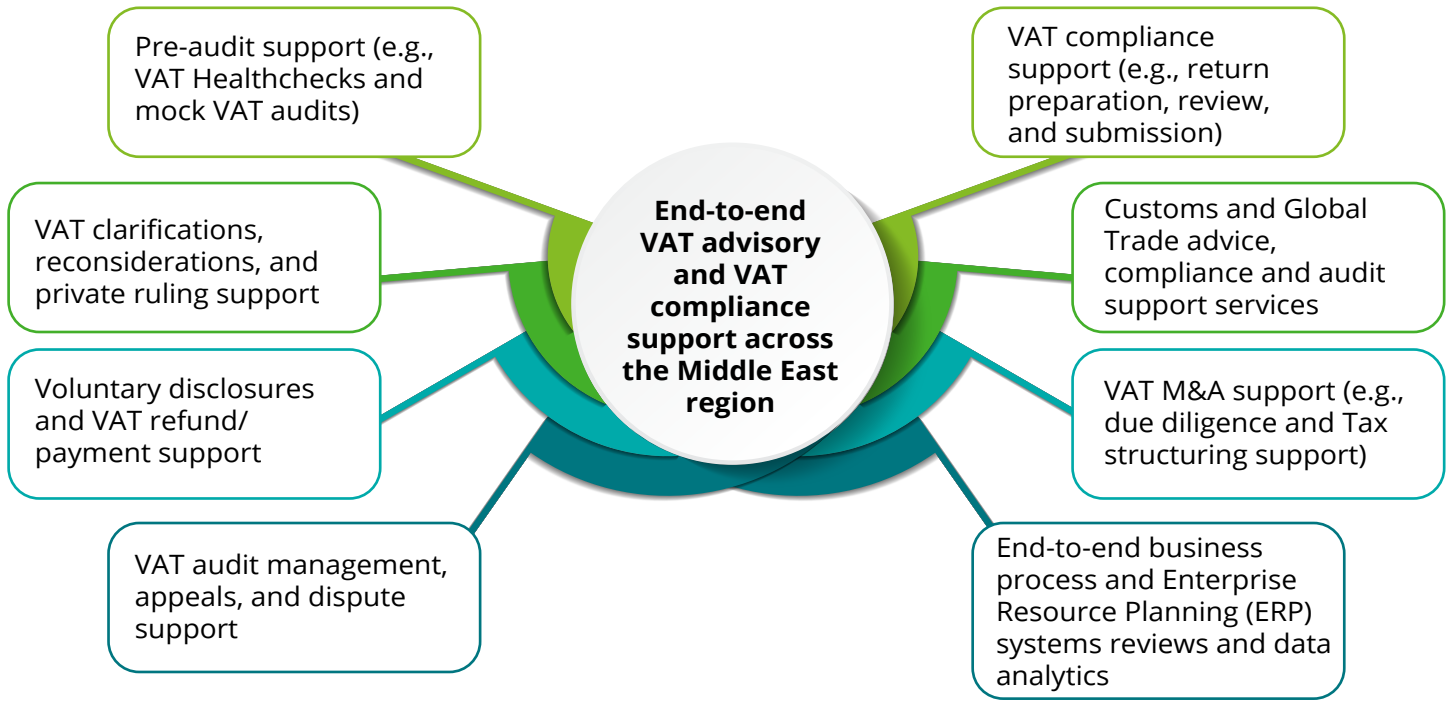 Pre-audit support (e.g.,
VAT Healthchecks and
mock VAT audits)
VAT clarifications,
reconsiderations, and
private ruling support
Voluntary disclosures
and VAT refund/
payment support
VAT audit management,
appeals, and dispute
support
End-to-end
VAT advisory
and VAT
compliance
support across
the Middle East
region
VAT compliance
support (e.g., return
preparation, review,
and submission)
Customs and Global
Trade advice,
compliance and audit
support services
VAT M&A support (e.g.,
due diligence and Tax
structuring support)
End-to-end business
process and Enterprise
Resource Planning (ERP)
systems reviews and data
analytics